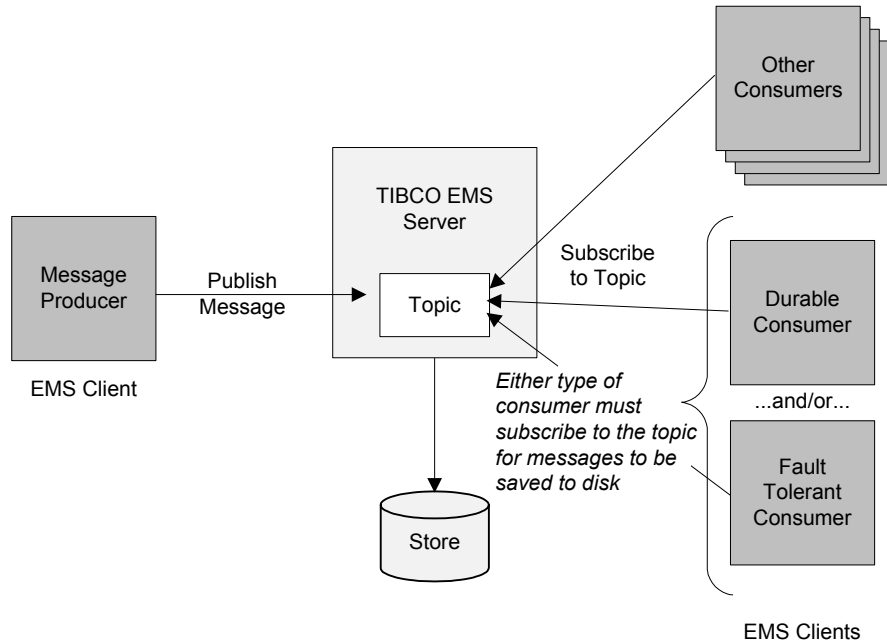 Other
Consumers
TIBCO EMS
Server
Message
Producer
Publish
Message
Topic
Subscribe
to Topic
Durable
Consumer
EMS Client
Either type of
consumer must
subscribe to the topic
for messages to be
saved to disk
...and/or...
Fault
Tolerant
Consumer
Store
EMS Clients